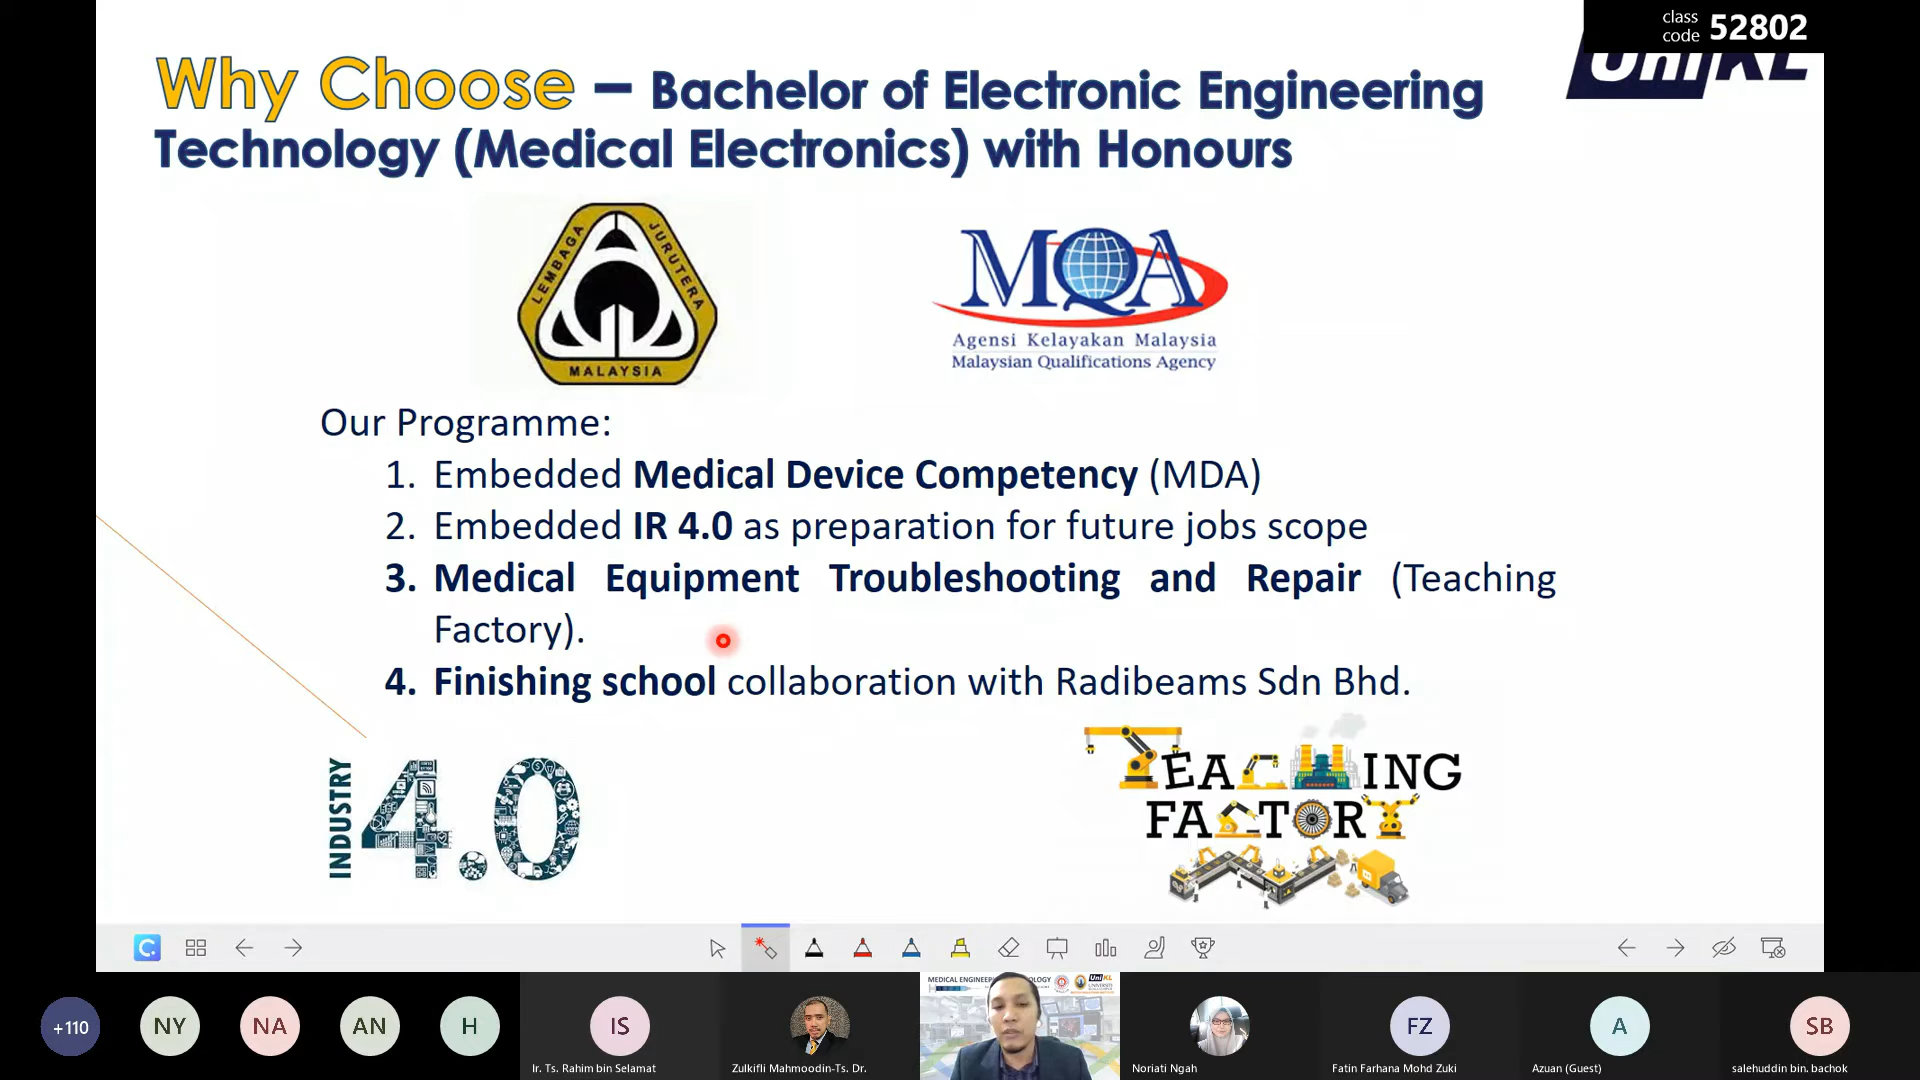 class
code 52802
UniKL
Why Choose – Bachelor of Electronic Engineering
Technology (Medical Electronics) with Honours
LEMBAGA JURUTERA
MALAYSIA
MQA
Agensi Kelayakan Malaysia
Malaysian Qualifications Agency
Our Programme:
1. Embedded Medical Device Competency (MDA)
2. Embedded IR 4.0 as preparation for future jobs scope
3. Medical Equipment Troubleshooting and Repair (Teaching
Factory).
4. Finishing school collaboration with Radibeams Sdn Bhd.
INDUSTRY 4.0
TEACHING
FACTORY
C
+110
NY
NA
AN
H
IS
Ir. Ts. Rahim bin Selamat
Zulkifli Mahmoodin-Ts. Dr.
UniKL
Noriati Ngah
FZ
Fatin Farhana Mohd Zuki
A
Azuan (Guest)
SB
salehuddin bin. bachok